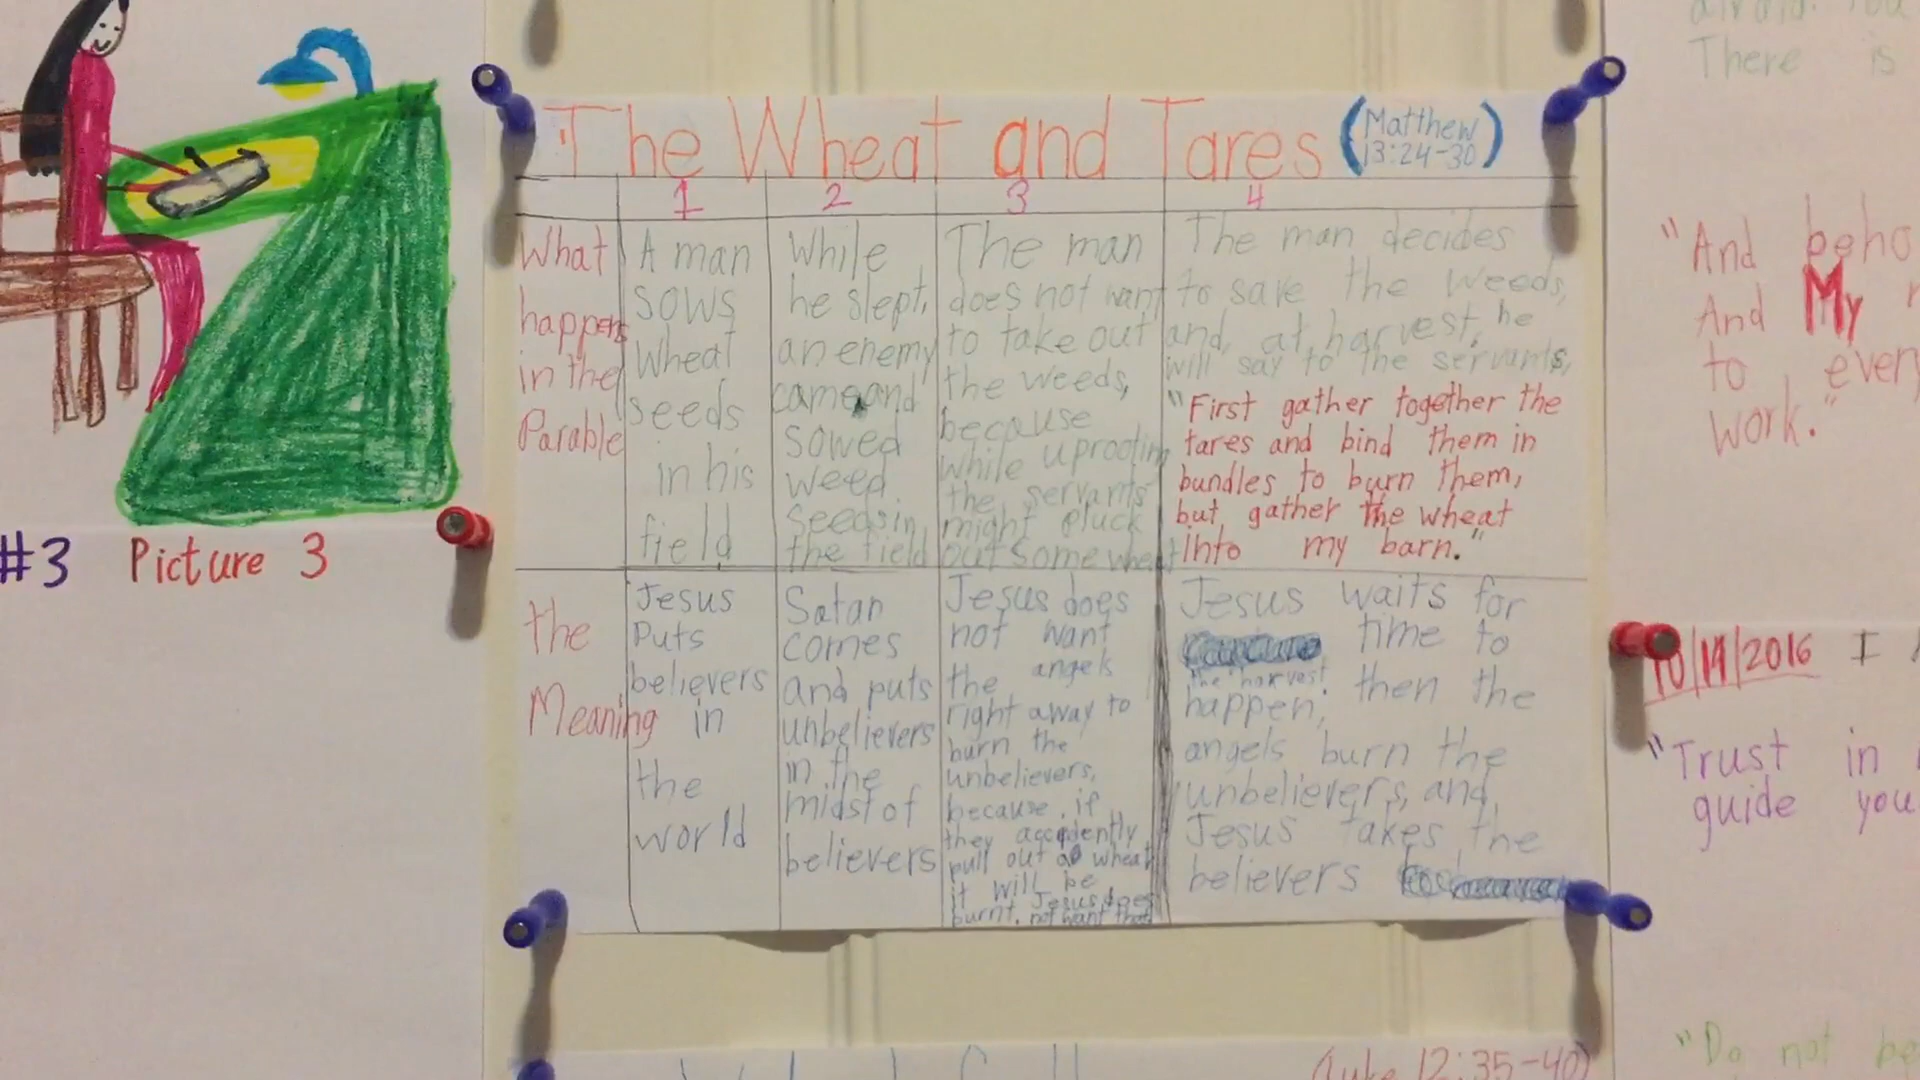 #3 Picture 3
The Wheat and Tares (Matthew
13:24-30)
1 2 3 4
What
happens
in the
Parable
A man
sows
Wheat
seeds
in his
field
While
he slept,
an enemy
came and
sowed
weed
seeds in
the field
The man
does not want
to take out
the weeds,
because
while uprooting
the servants
might pluck
out some wheat
The man decides
to save the weeds,
and, at harvest, he
will say to the servants,
"First gather together the
tares and bind them in
bundles to burn them,
but gather the wheat
into my barn."
the
Meaning
Jesus
Puts
believers
in
the
world
Satan
comes
and puts
unbelievers
in the
midst of
believers
Jesus does
not want
the angels
right away to
burn the
unbelievers,
because, if
they accedently
pull out a wheat
it will be
burnt. Jesus does
not want that
Jesus waits for
time to
the harvest
happen, then the
angels burn the
unbelievers, and,
Jesus takes the
believers
There is
"And beho
And My
to every
work."
10/19/2016 I
"Trust in
guide you
"Do not be
(Luke 12:35-40)